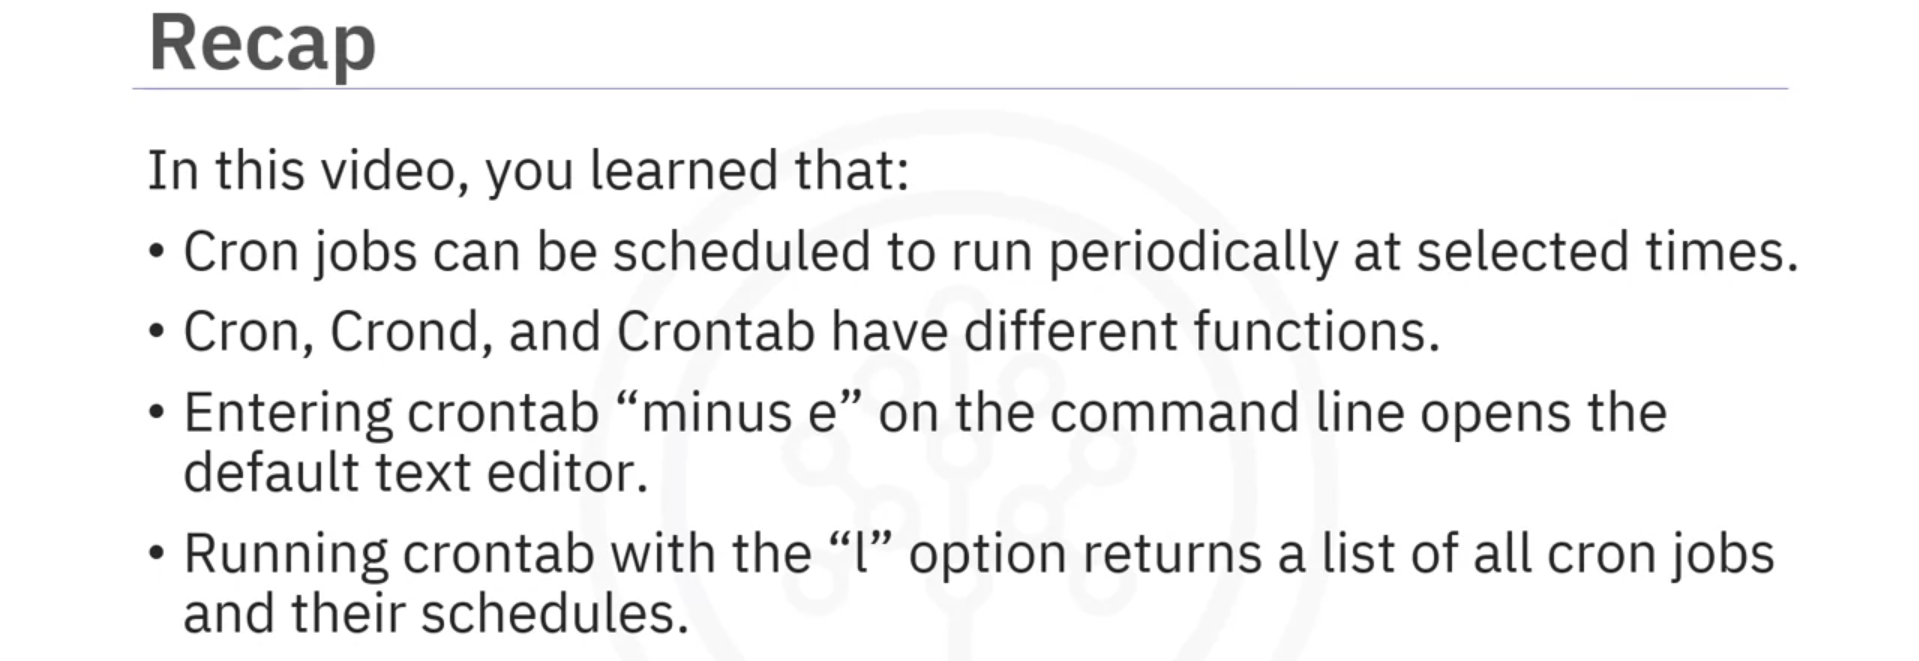 Recap
In this video, you learned that:
• Cron jobs can be scheduled to run periodically at selected times.
• Cron, Crond, and Crontab have different functions.
• Entering crontab “minus e” on the command line opens the
default text editor.
• Running crontab with the “l” option returns a list of all cron jobs
and their schedules.